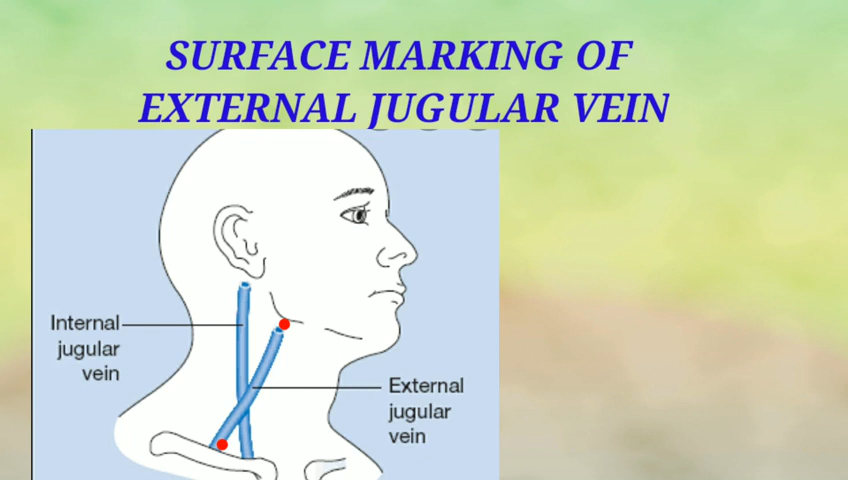 SURFACE MARKING OF
EXTERNAL JUGULAR VEIN
Internal
jugular
vein
External
jugular
vein